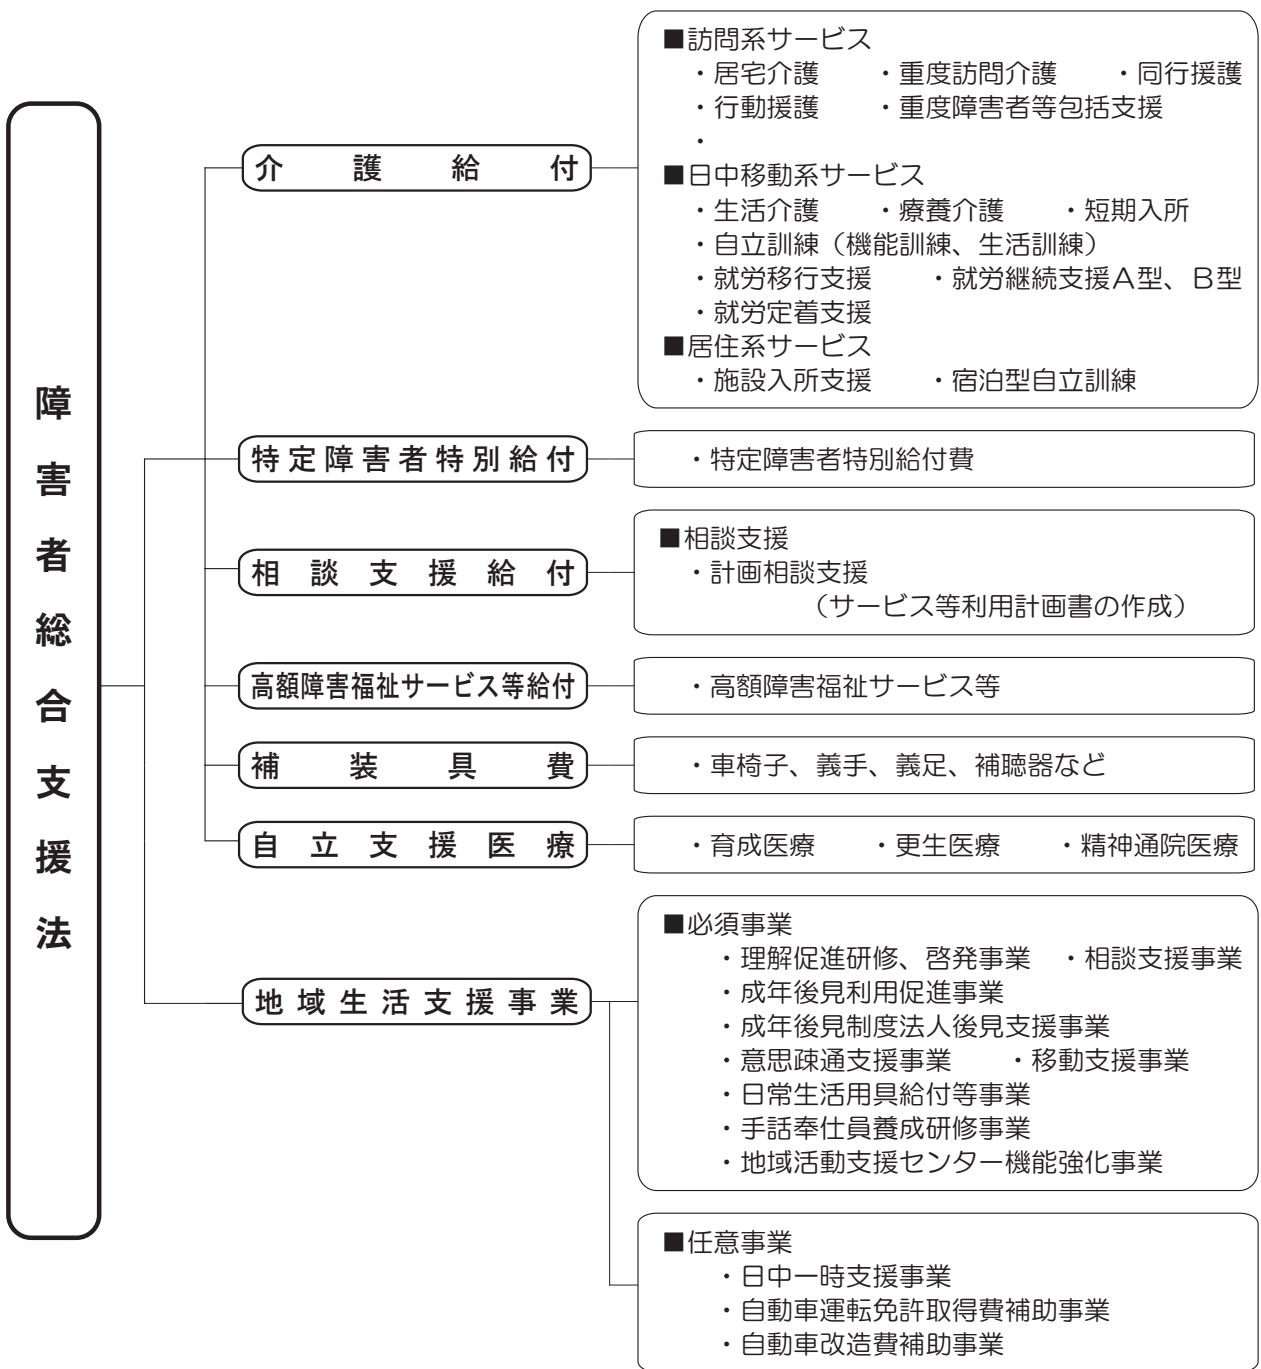 障害者総合支援法
介護給付
■訪問系サービス
・居宅介護　・重度訪問介護　・同行援護
・行動援護　・重度障害者等包括支援
・
■日中移動系サービス
・生活介護　・療養介護　・短期入所
・自立訓練（機能訓練、生活訓練）
・就労移行支援　・就労継続支援A型、B型
・就労定着支援
■居住系サービス
・施設入所支援　・宿泊型自立訓練
特定障害者特別給付
・特定障害者特別給付費
相談支援給付
■相談支援
・計画相談支援
（サービス等利用計画書の作成）
高額障害福祉サービス等給付
・高額障害福祉サービス等
補装具費
・車椅子、義手、義足、補聴器など
自立支援医療
・育成医療　・更生医療　・精神通院医療
地域生活支援事業
■必須事業
・理解促進研修、啓発事業　・相談支援事業
・成年後見利用促進事業
・成年後見制度法人後見支援事業
・意思疎通支援事業　・移動支援事業
・日常生活用具給付等事業
・手話奉仕員養成研修事業
・地域活動支援センター機能強化事業
■任意事業
・日中一時支援事業
・自動車運転免許取得費補助事業
・自動車改造費補助事業